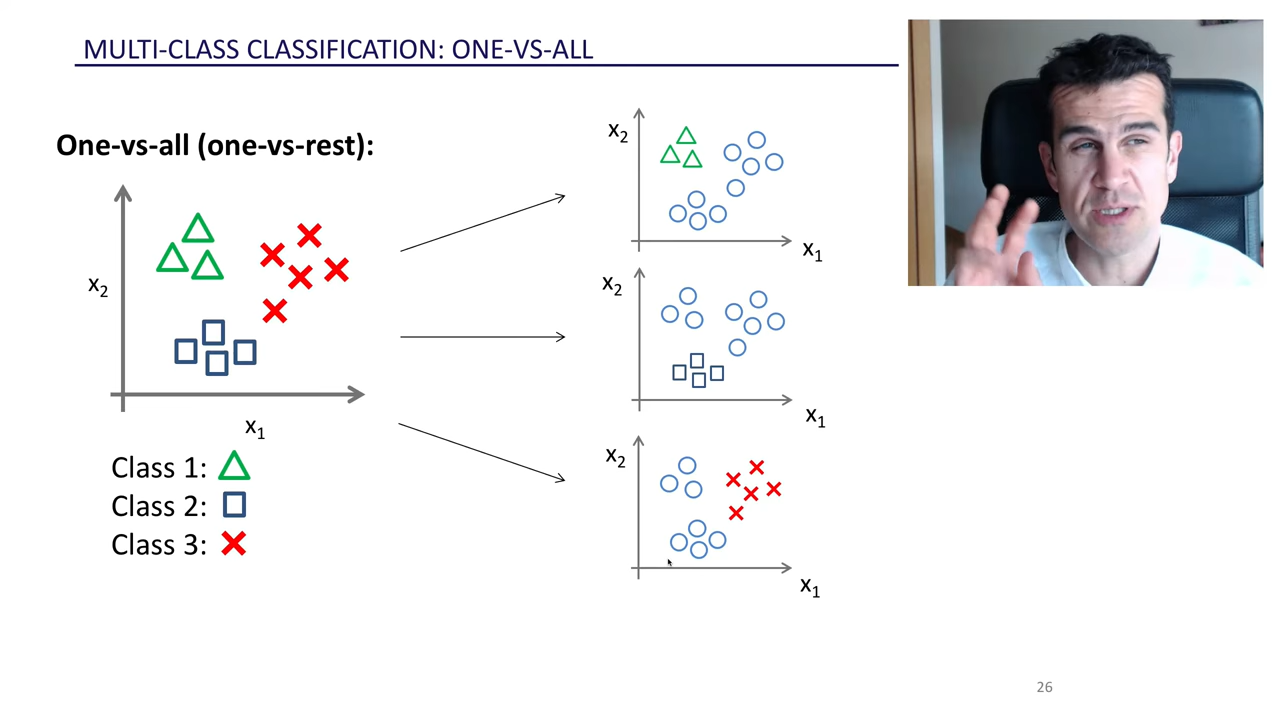 MULTI-CLASS CLASSIFICATION: ONE-VS-ALL
One-vs-all (one-vs-rest):
x2
x1
Class 1:
Class 2:
Class 3:
x2
x1
x2
x1
x2
x1
26